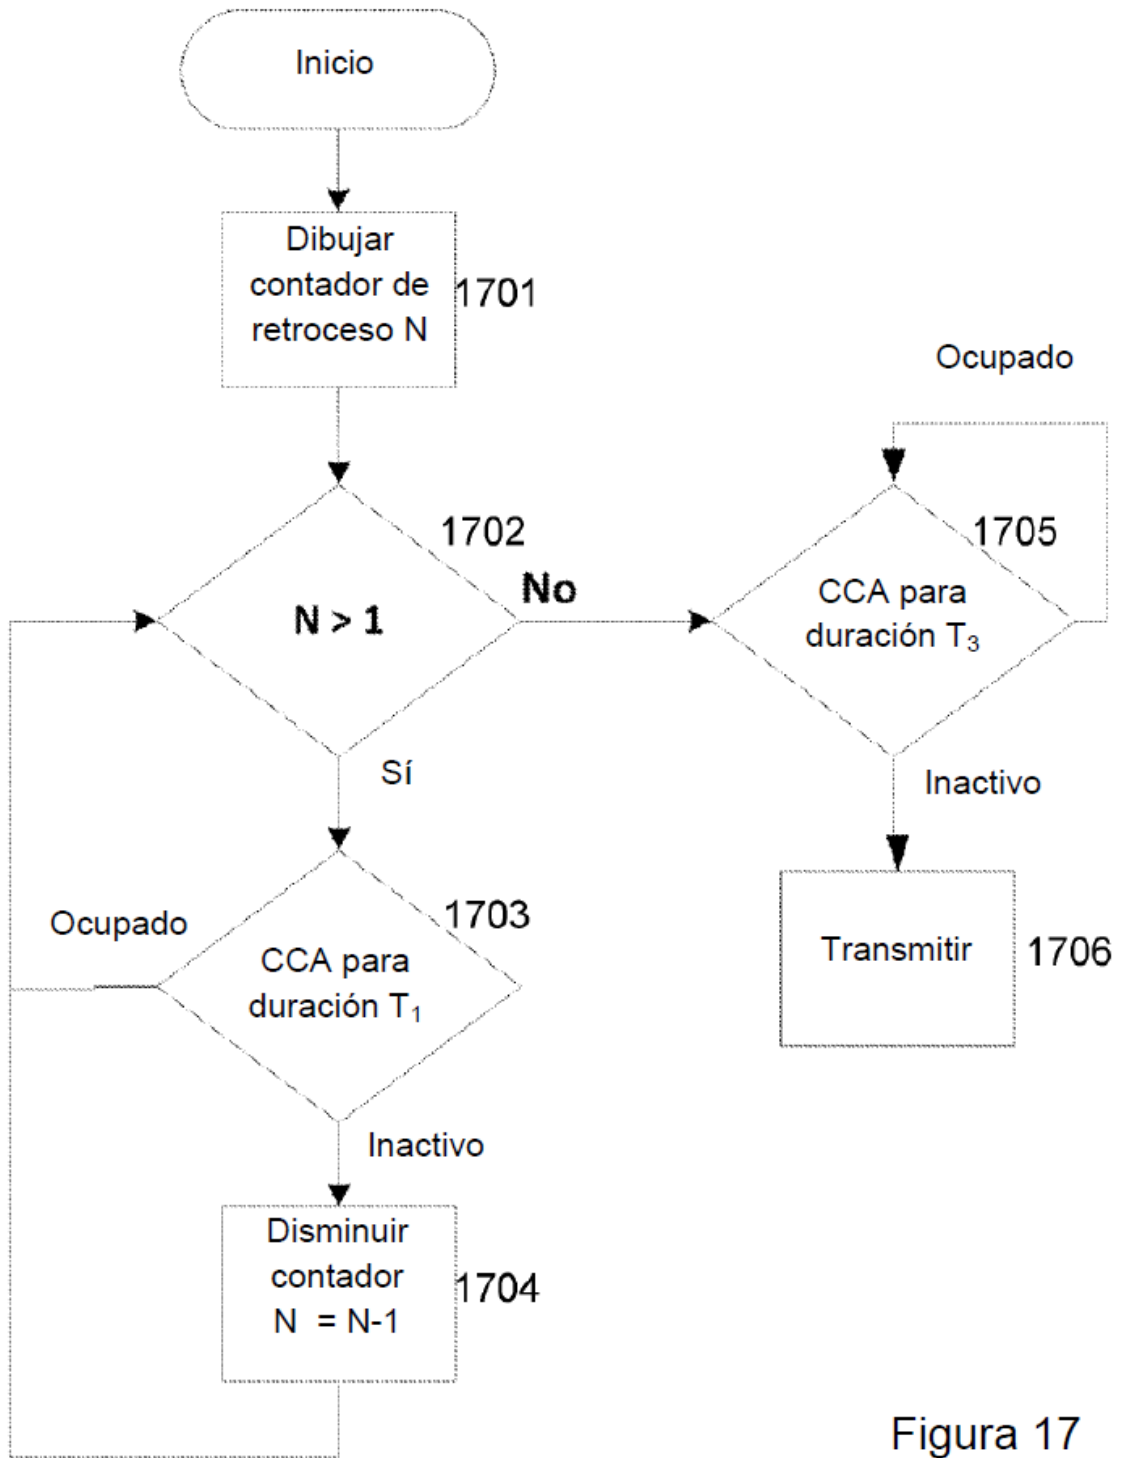 Inicio
Dibujar
contador de
retroceso N
1701
Ocupado
1702
N > 1
No
1705
CCA para
duración T₃
Sí
Inactivo
Ocupado
1703
CCA para
duración T₁
Transmitir
1706
Inactivo
Disminuir
contador
N = N-1
1704
Figura 17